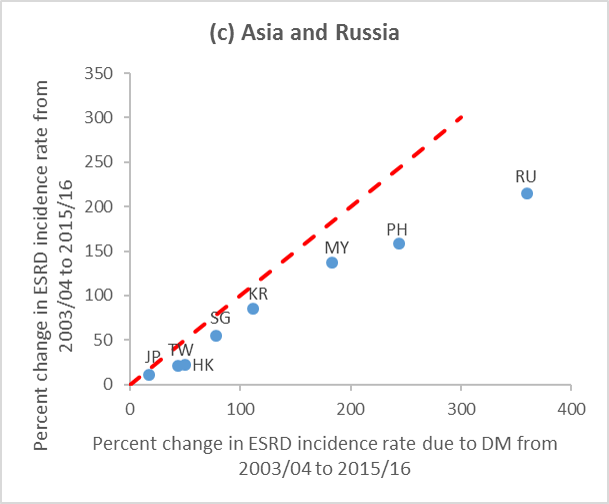 (c) Asia and Russia
Percent change in ESRD incidence rate from
2003/04 to 2015/16
350
300
250
200
150
100
50
0
RU
PH
MY
KR
SG
TW
JP
HK
0
100
200
300
400
Percent change in ESRD incidence rate due to DM from
2003/04 to 2015/16